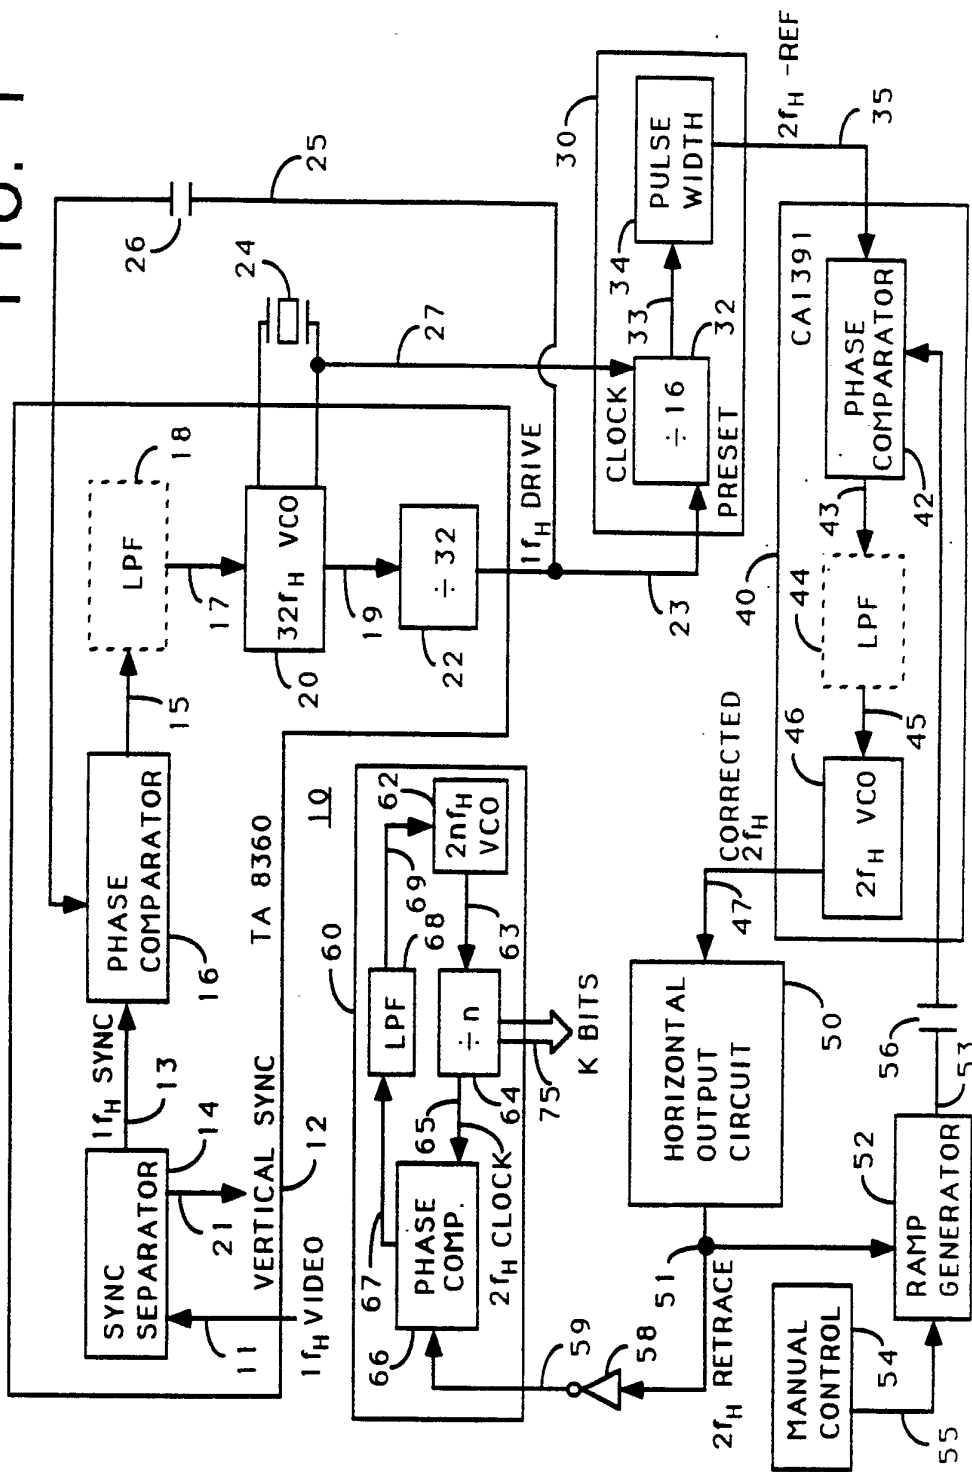 FIG. 1
SYNC
SEPARATOR
14
11
1fH VIDEO
21
VERTICAL SYNC
12
1fH SYNC
13
PHASE
COMPARATOR
16
15
LPF
18
17
32fH VCO
20
19
÷ 32
22
TA 8360
10
24
26
25
27
1fH DRIVE
23
30
CLOCK
÷ 16
PRESET
32
33
34
PULSE
WIDTH
2fH -REF
35
60
LPF
68
69
62
2nfH
VCO
63
÷ n
64
65
75
K BITS
67
PHASE
COMP.
66
2fH CLOCK
59
58
51
2fH RETRACE
HORIZONTAL
OUTPUT
CIRCUIT
50
47
CORRECTED
2fH
40
CA1391
PHASE
COMPARATOR
42
43
44
LPF
45
46
2fH VCO
MANUAL
CONTROL
54
55
RAMP
GENERATOR
52
53
56